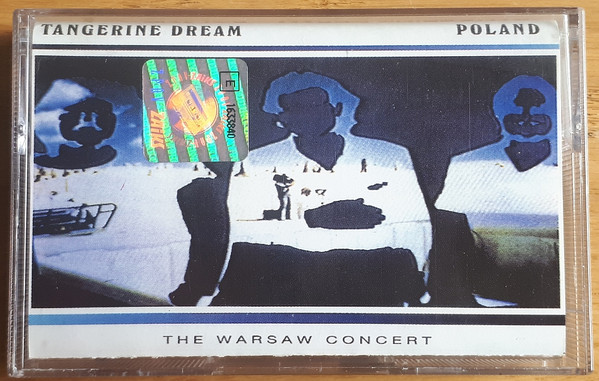 TANGERINE DREAM POLAND
E 1633840
THE WARSAW CONCERT